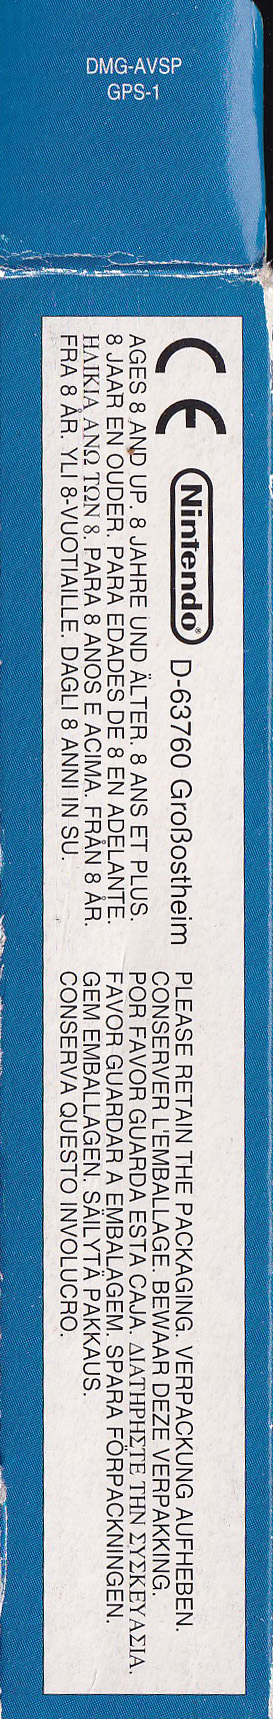 DMG-AVSP
GPS-1
CE Nintendo® D-63760 Großostheim
AGES 8 AND UP. 8 JAHRE UND ÄLTER. 8 ANS ET PLUS.
8 JAAR EN OUDER. PARA EDADES DE 8 EN ADELANTE.
ΗΛΙΚΙΑ ΑΝΩ ΤΩΝ 8. PARA 8 ANOS E ACIMA. FRÅN 8 ÅR.
FRA 8 ÅR. YLI 8-VUOTIAILLE. DAGLI 8 ANNI IN SU.
PLEASE RETAIN THE PACKAGING. VERPACKUNG AUFHEBEN.
CONSERVER L'EMBALLAGE. BEWAAR DEZE VERPAKKING.
POR FAVOR GUARDA ESTA CAJA. ΔΙΑΤΗΡΗΣΤΕ ΤΗΝ ΣΥΣΚΕΥΑΣΙΑ.
FAVOR GUARDAR A EMBALAGEM. SPARA FÖRPACKNINGEN.
GEM EMBALLAGEN. SÄILYTÄ PAKKAUS.
CONSERVA QUESTO INVOLUCRO.